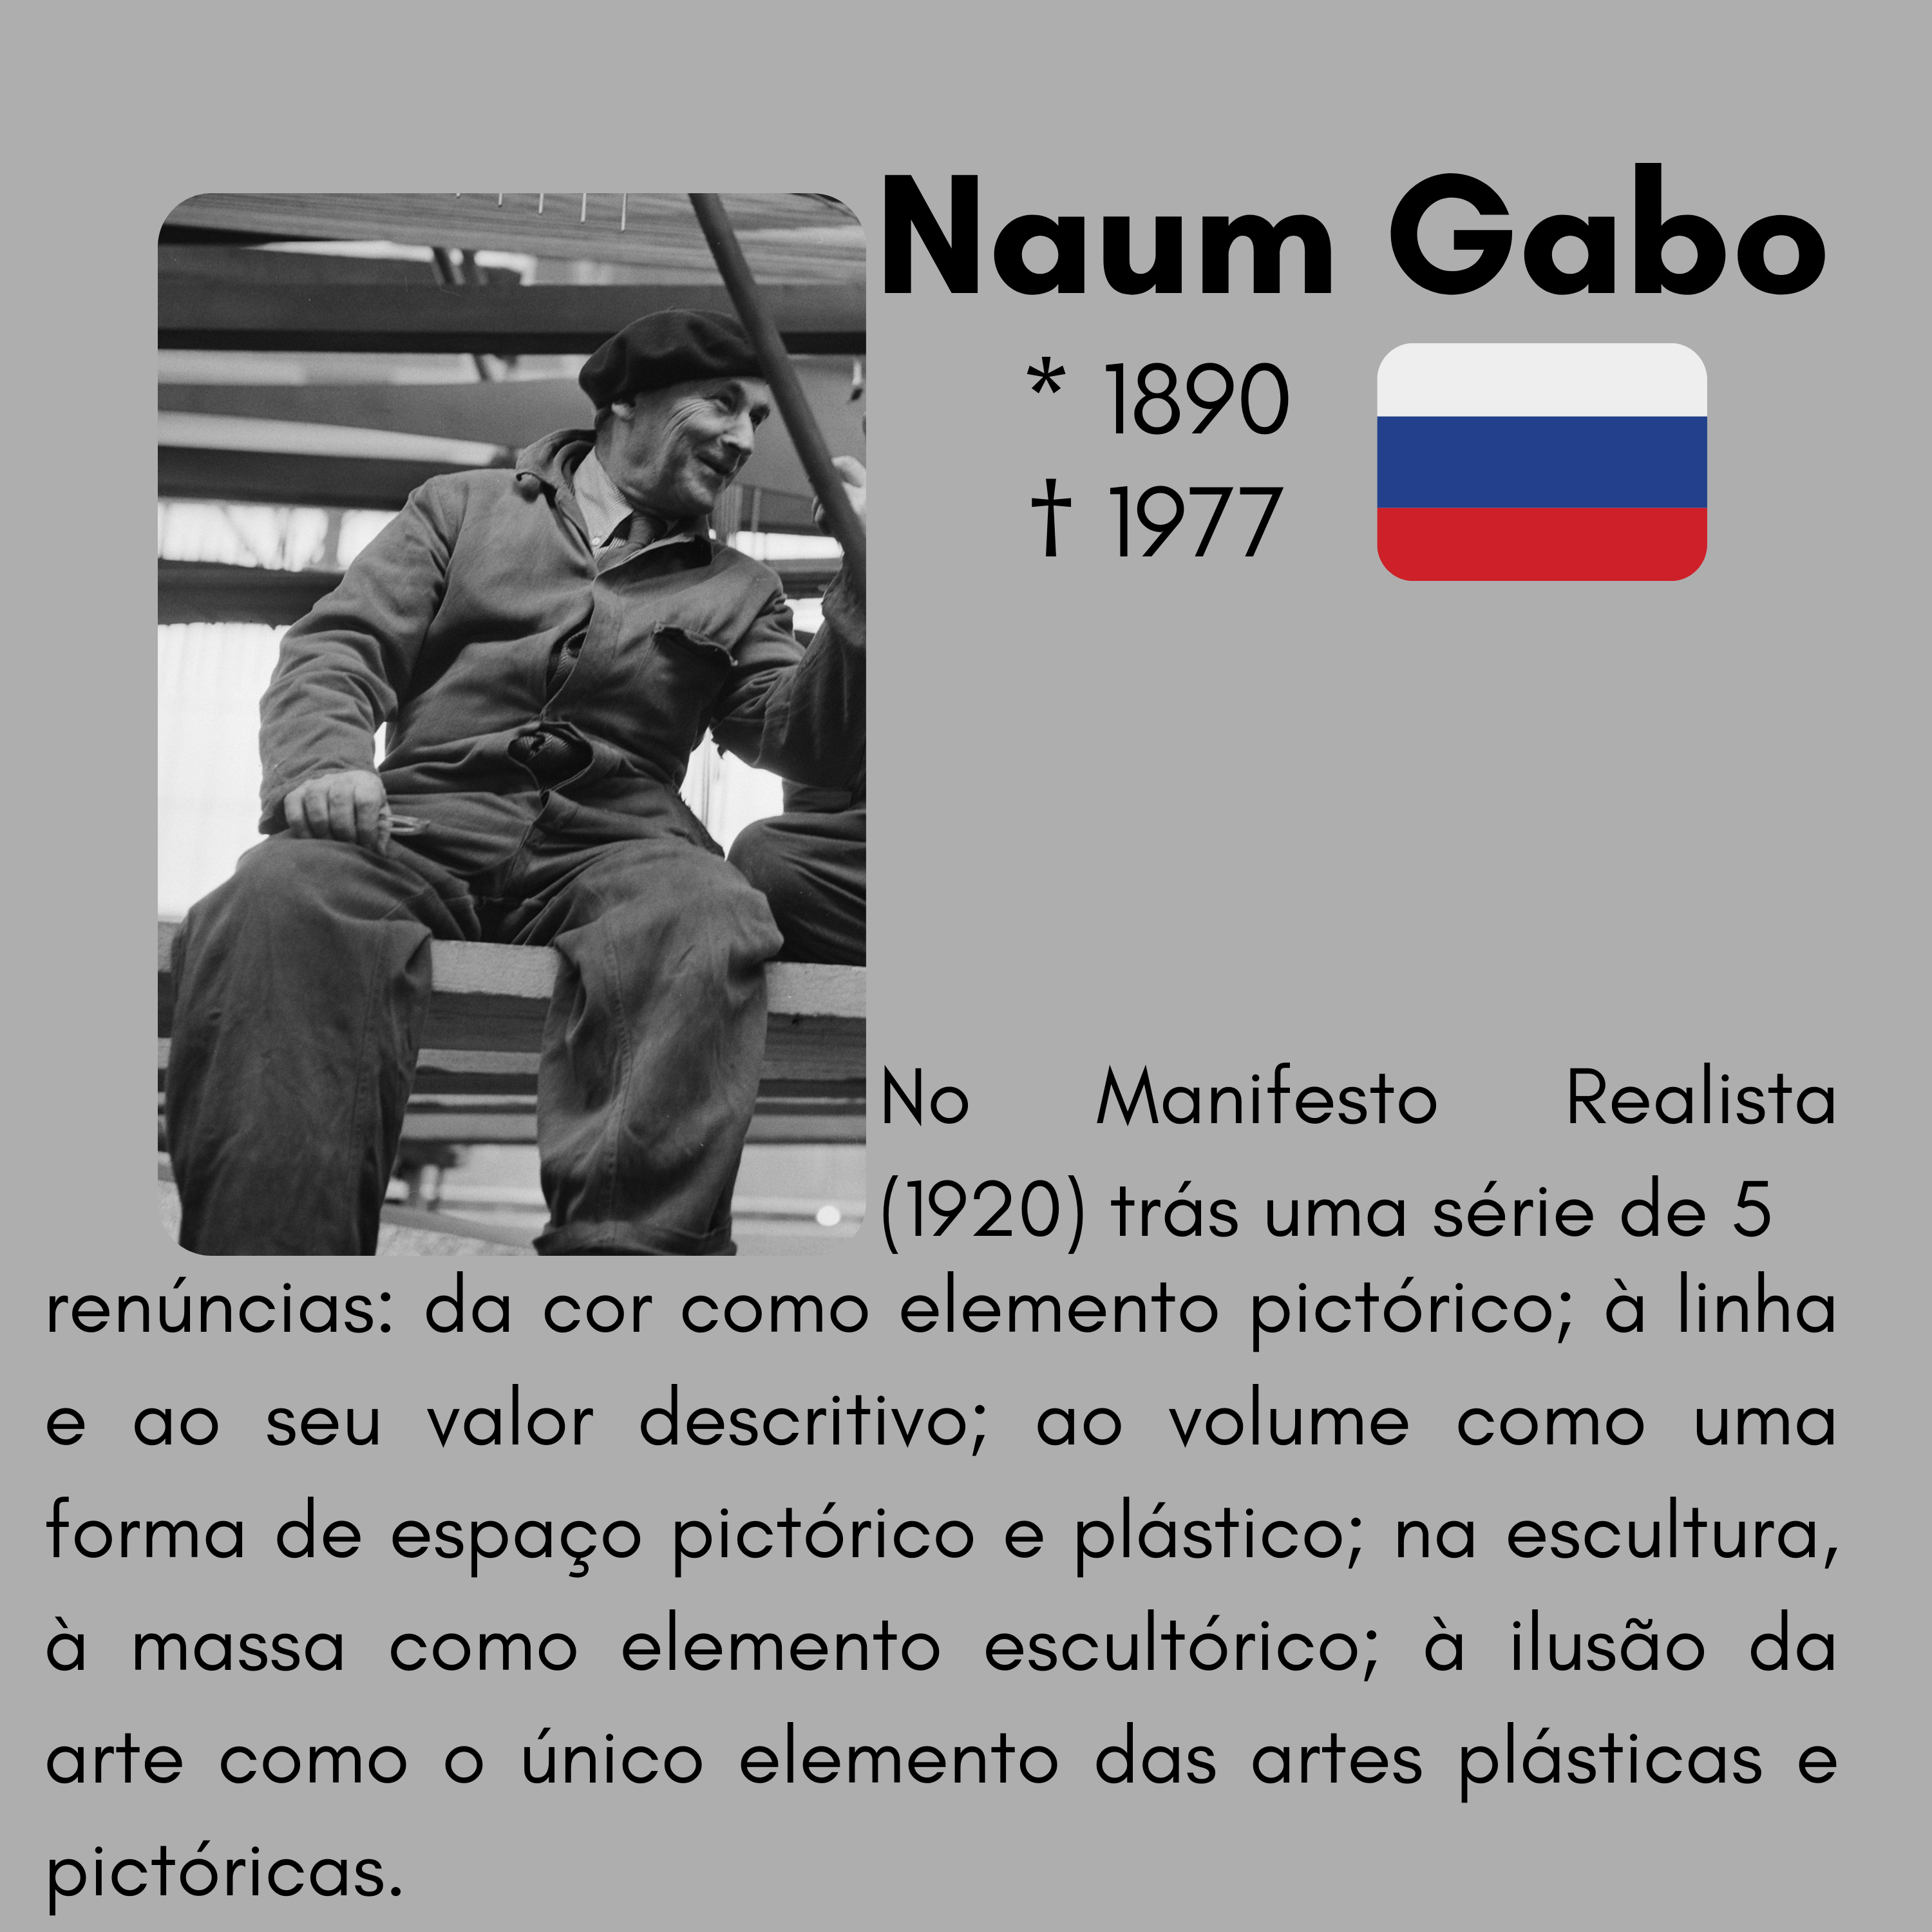 Naum Gabo
* 1890
† 1977
No Manifesto Realista
(1920) trás uma série de 5
renúncias: da cor como elemento pictórico; à linha
e ao seu valor descritivo; ao volume como uma
forma de espaço pictórico e plástico; na escultura,
à massa como elemento escultórico; à ilusão da
arte como o único elemento das artes plásticas e
pictóricas.